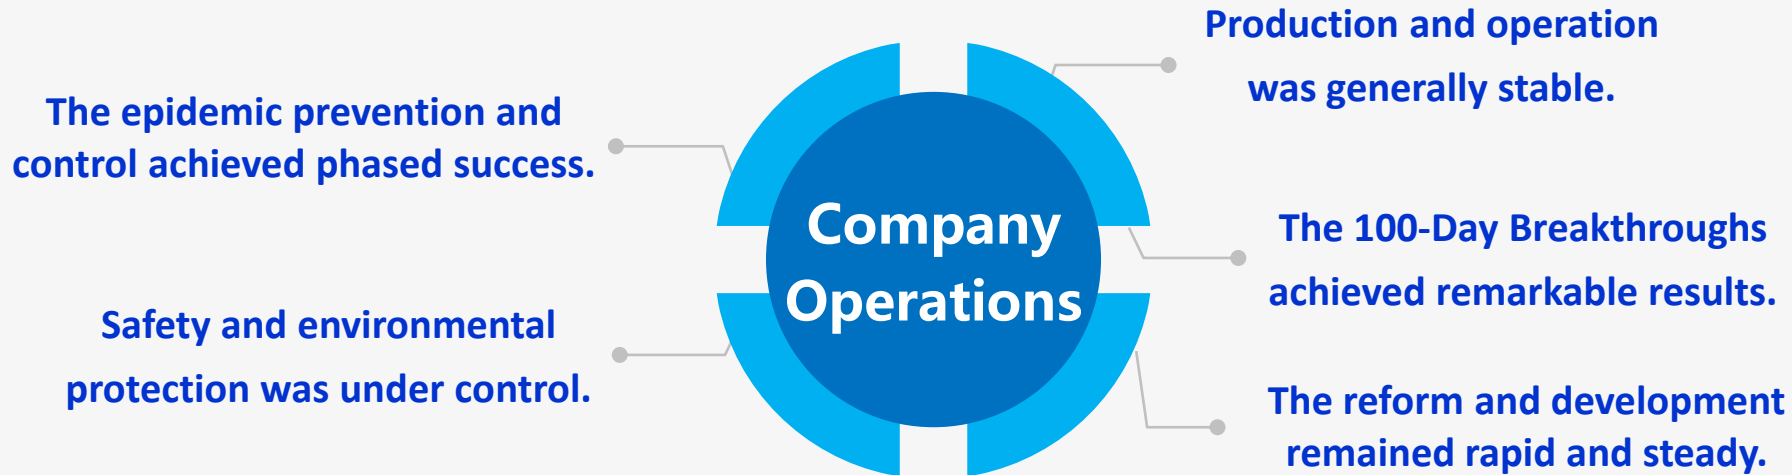 Production and operation
was generally stable.
The epidemic prevention and
control achieved phased success.
Company
Operations
The 100-Day Breakthroughs
achieved remarkable results.
Safety and environmental
protection was under control.
The reform and development
remained rapid and steady.